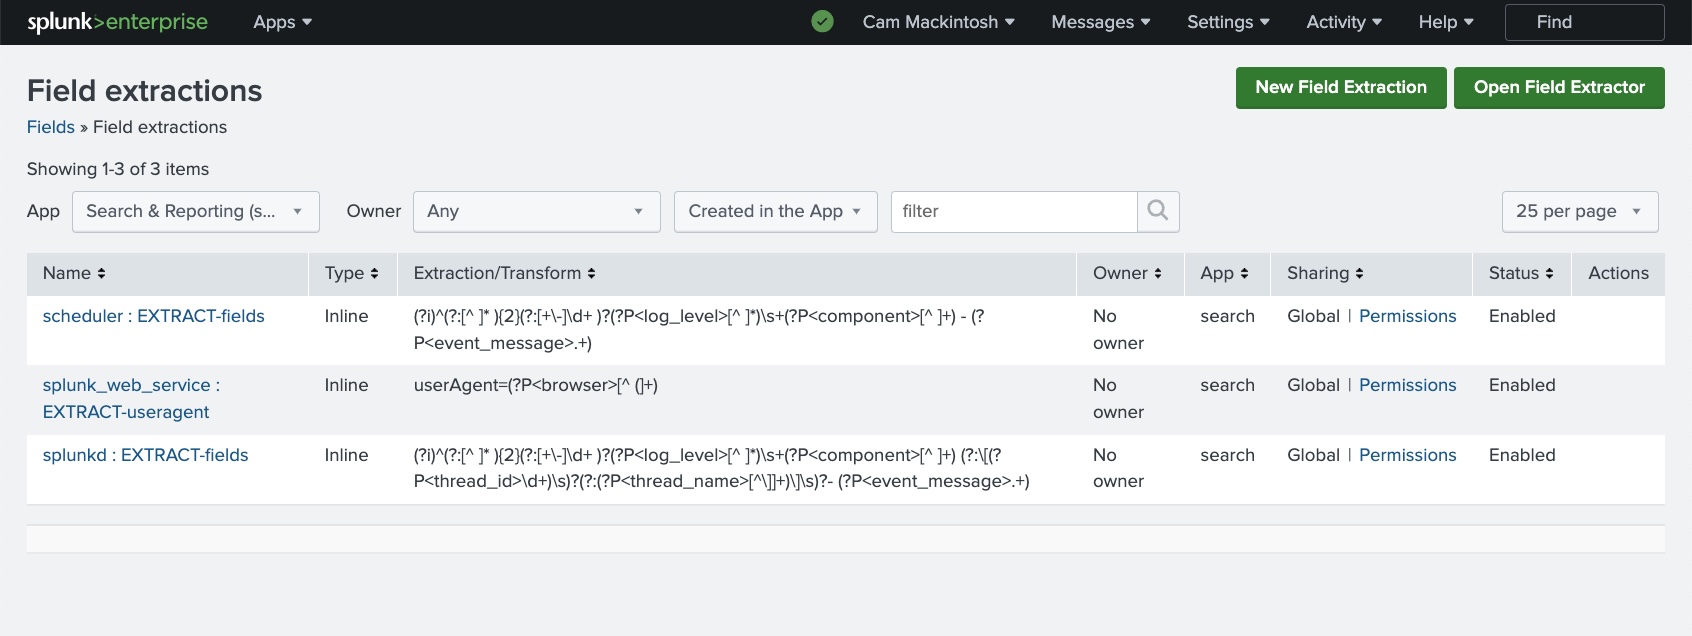 splunk>enterprise Apps Cam Mackintosh Messages Settings Activity Help Find
Field extractions
New Field Extraction Open Field Extractor
Fields » Field extractions
Showing 1-3 of 3 items
App Search & Reporting (s... Owner Any Created in the App filter 25 per page
Name Type Extraction/Transform Owner App Sharing Status Actions
scheduler : EXTRACT-fields Inline (?i)^(?:[^ ]* ){2}(?:[+\-]\d+ )?(?P<log_level>[^ ]*)\s+(?P<component>[^ ]+) - (? No search Global | Permissions Enabled
P<event_message>.+) owner
splunk_web_service : Inline userAgent=(?P<browser>[^ (]+) No search Global | Permissions Enabled
EXTRACT-useragent owner
splunkd : EXTRACT-fields Inline (?i)^(?:[^ ]* ){2}(?:[+\-]\d+ )?(?P<log_level>[^ ]*)\s+(?P<component>[^ ]+) (?:\[(? No search Global | Permissions Enabled
P<thread_id>\d+)\s)?(?:(?P<thread_name>[^\]]+)\]\s)?- (?P<event_message>.+) owner